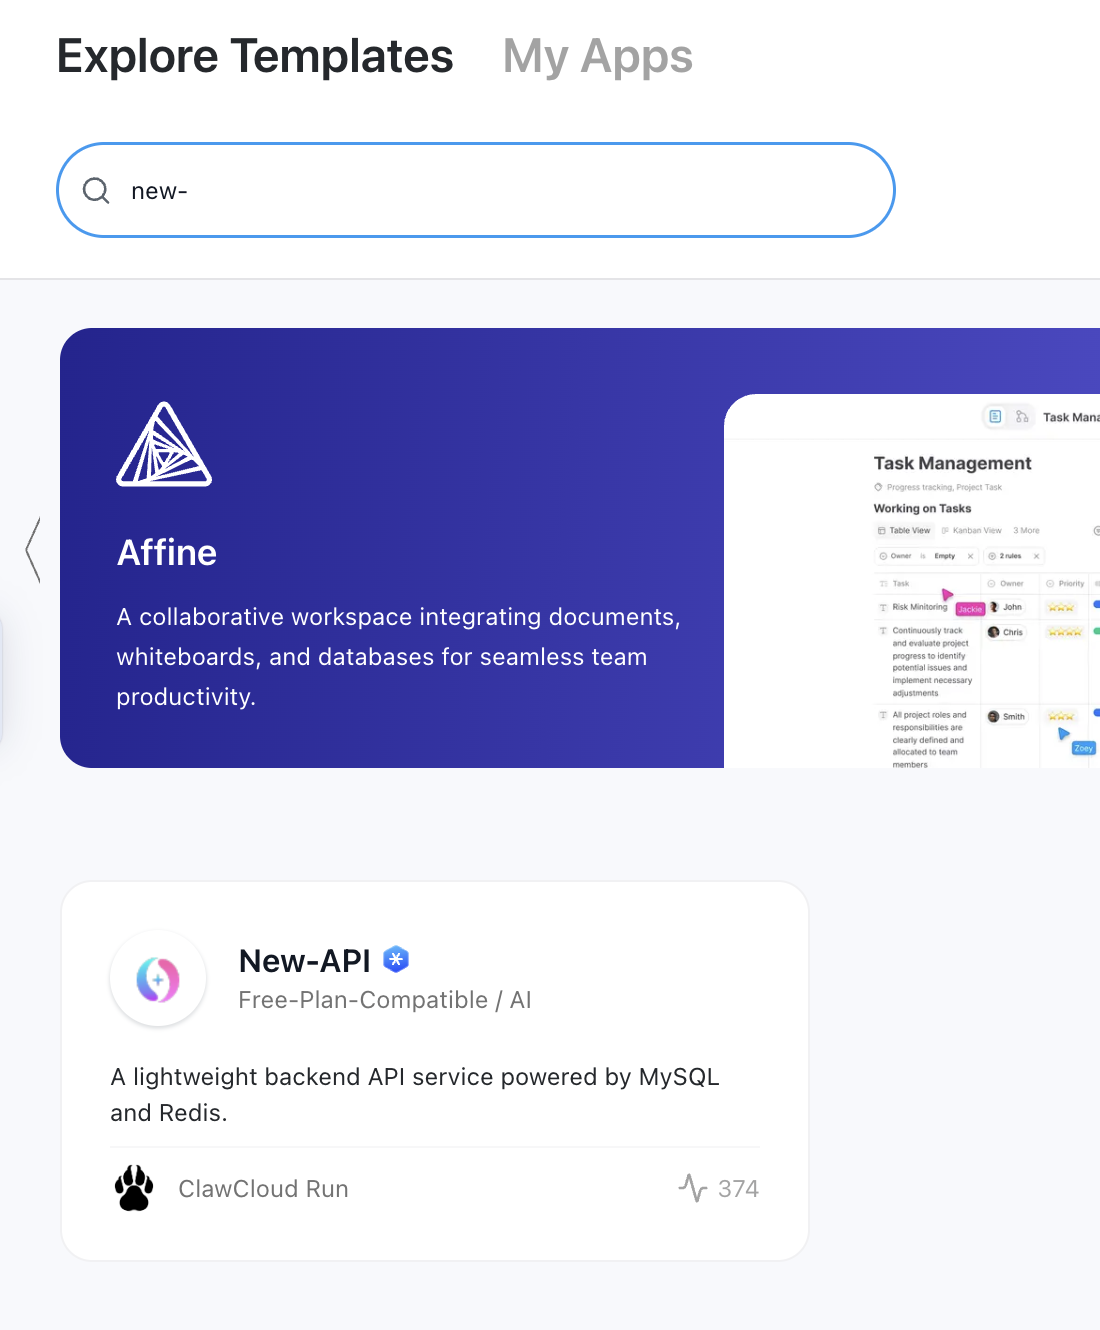 Explore Templates My Apps
new-
Affine
A collaborative workspace integrating documents,
whiteboards, and databases for seamless team
productivity.
Task Mana
Task Management
Progress tracking, Project Task
Working on Tasks
Table View Kanban View 3 More
Owner is Empty 2 rules
Task Owner Priority
Risk Minitoring Jackie John
Continuously track Chris
and evaluate project
progress to identify
potential issues and
implement necessary
adjustments
All project roles and Smith
responsibilities are
clearly defined and Zoey
allocated to team
members
New-API
Free-Plan-Compatible / AI
A lightweight backend API service powered by MySQL
and Redis.
ClawCloud Run 374